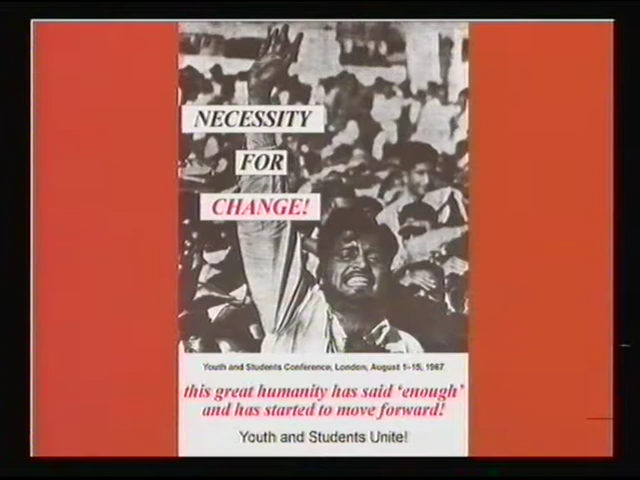 NECESSITY
FOR
CHANGE!
Youth and Students Conference, London, August 1-15, 1967
this great humanity has said 'enough'
and has started to move forward!
Youth and Students Unite!